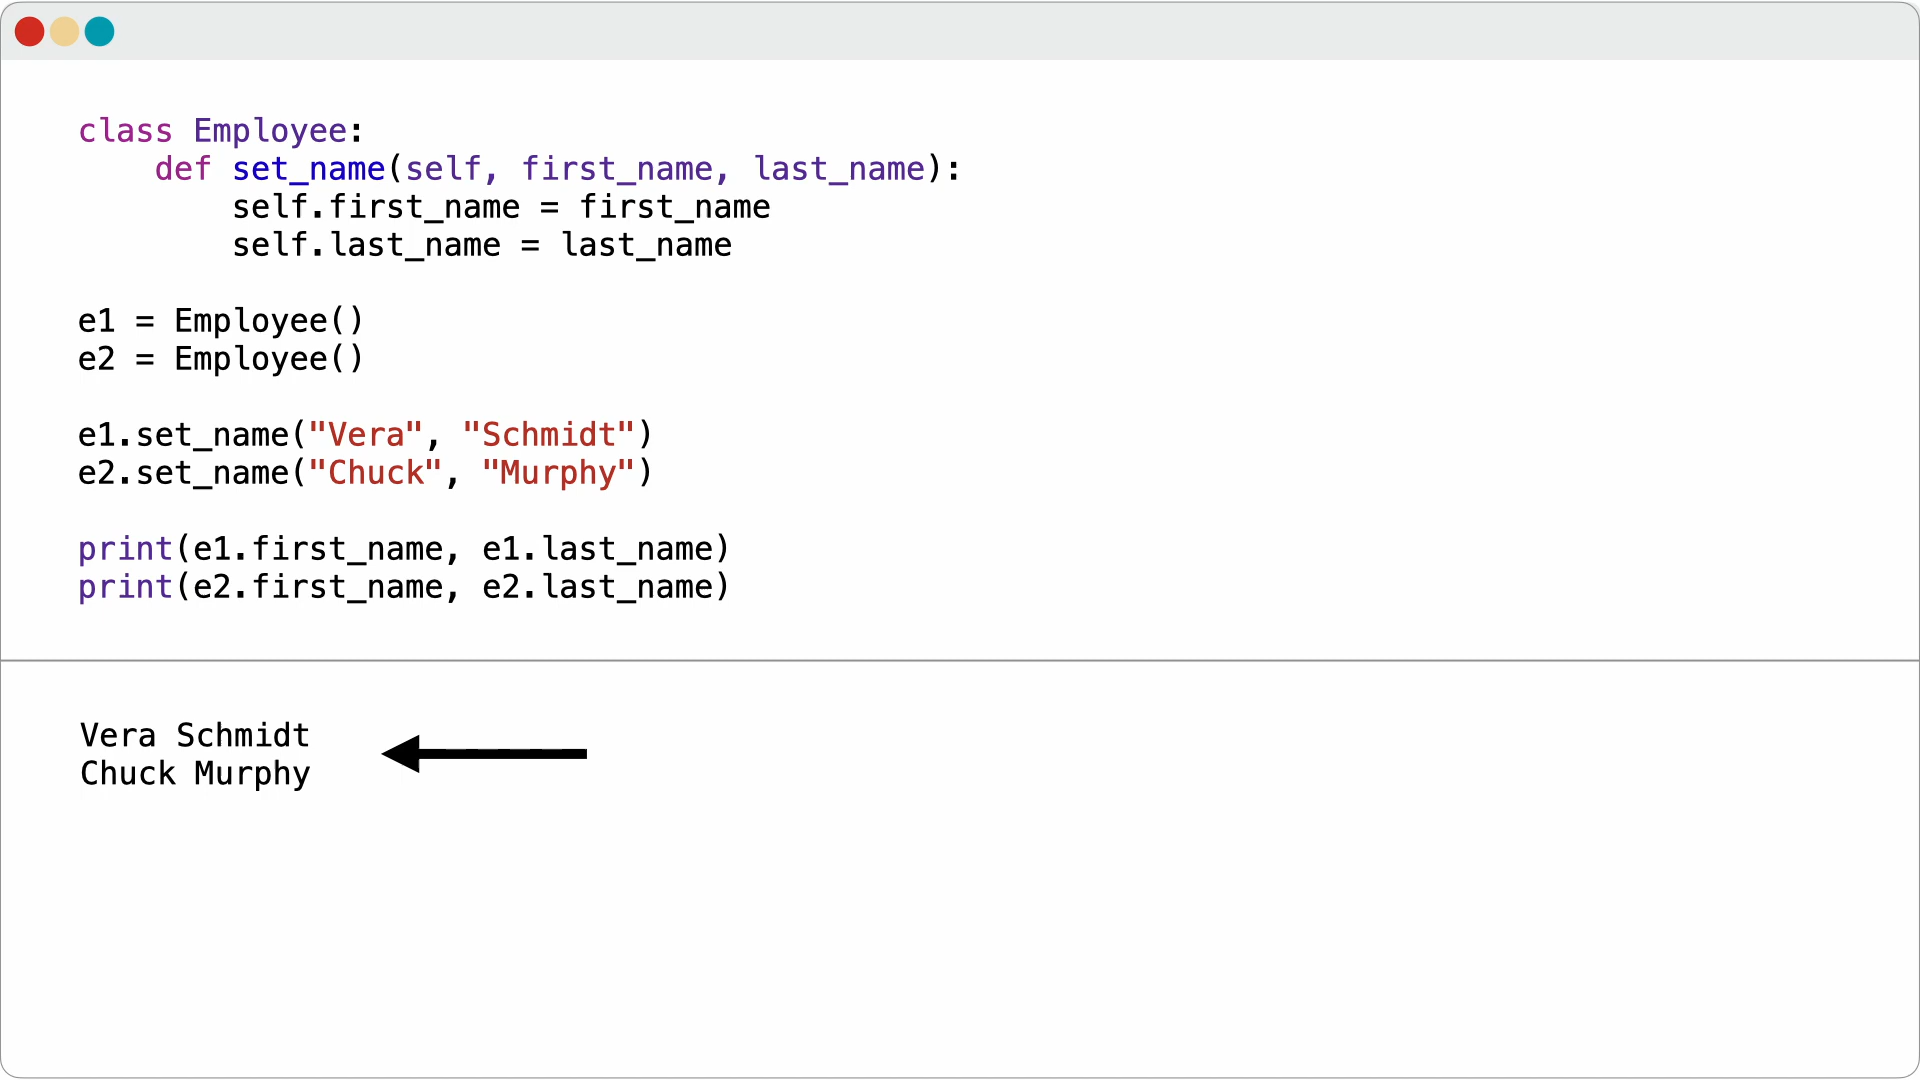 class Employee:
    def set_name(self, first_name, last_name):
        self.first_name = first_name
        self.last_name = last_name

e1 = Employee()
e2 = Employee()

e1.set_name("Vera", "Schmidt")
e2.set_name("Chuck", "Murphy")

print(e1.first_name, e1.last_name)
print(e2.first_name, e2.last_name)

Vera Schmidt
Chuck Murphy